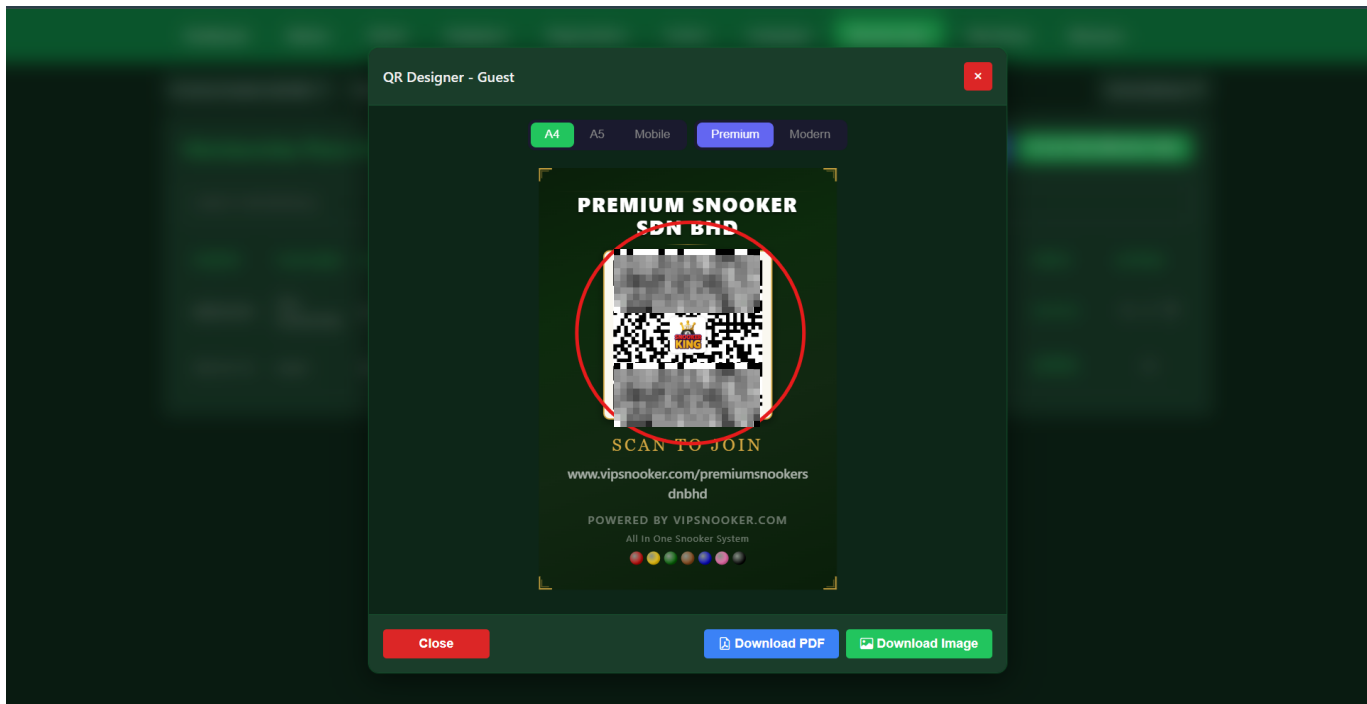 QR Designer - Guest
×
A4 A5 Mobile Premium Modern
PREMIUM SNOOKER
SDN BHD
SNOOKER
KING
SCAN TO JOIN
www.vipsnooker.com/premiumsnookers
dnbhd
POWERED BY VIPSNOOKER.COM
All In One Snooker System
Close Download PDF Download Image